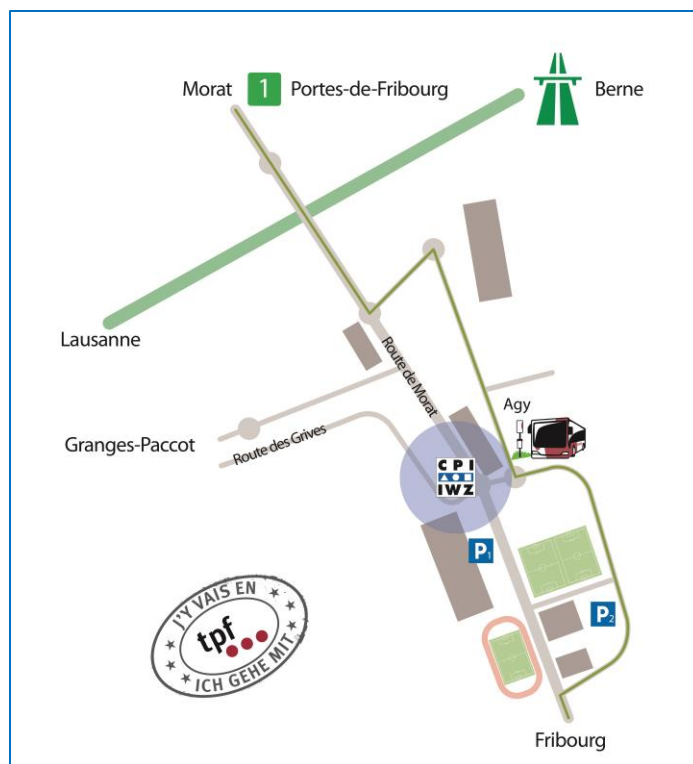 Morat 1 Portes-de-Fribourg
Berne
Lausanne
Route de Morat
Agy
Granges-Paccot
Route des Grives
CPI
IWZ
P1
P2
J'Y VAIS EN
tpf
ICH GEHE MIT
Fribourg